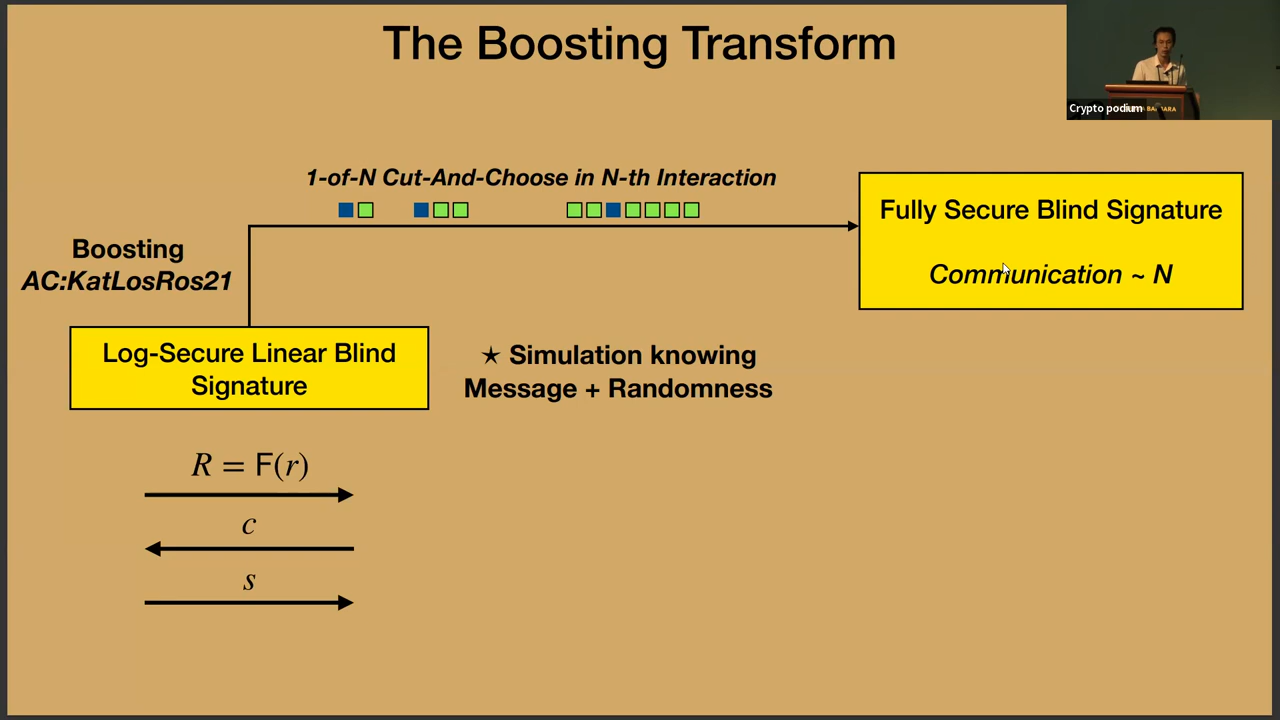 The Boosting Transform
Crypto podium
1-of-N Cut-And-Choose in N-th Interaction
Fully Secure Blind Signature
Communication ~ N
Boosting
AC:KatLosRos21
Log-Secure Linear Blind
Signature
★ Simulation knowing
Message + Randomness
R = F(r)
c
s